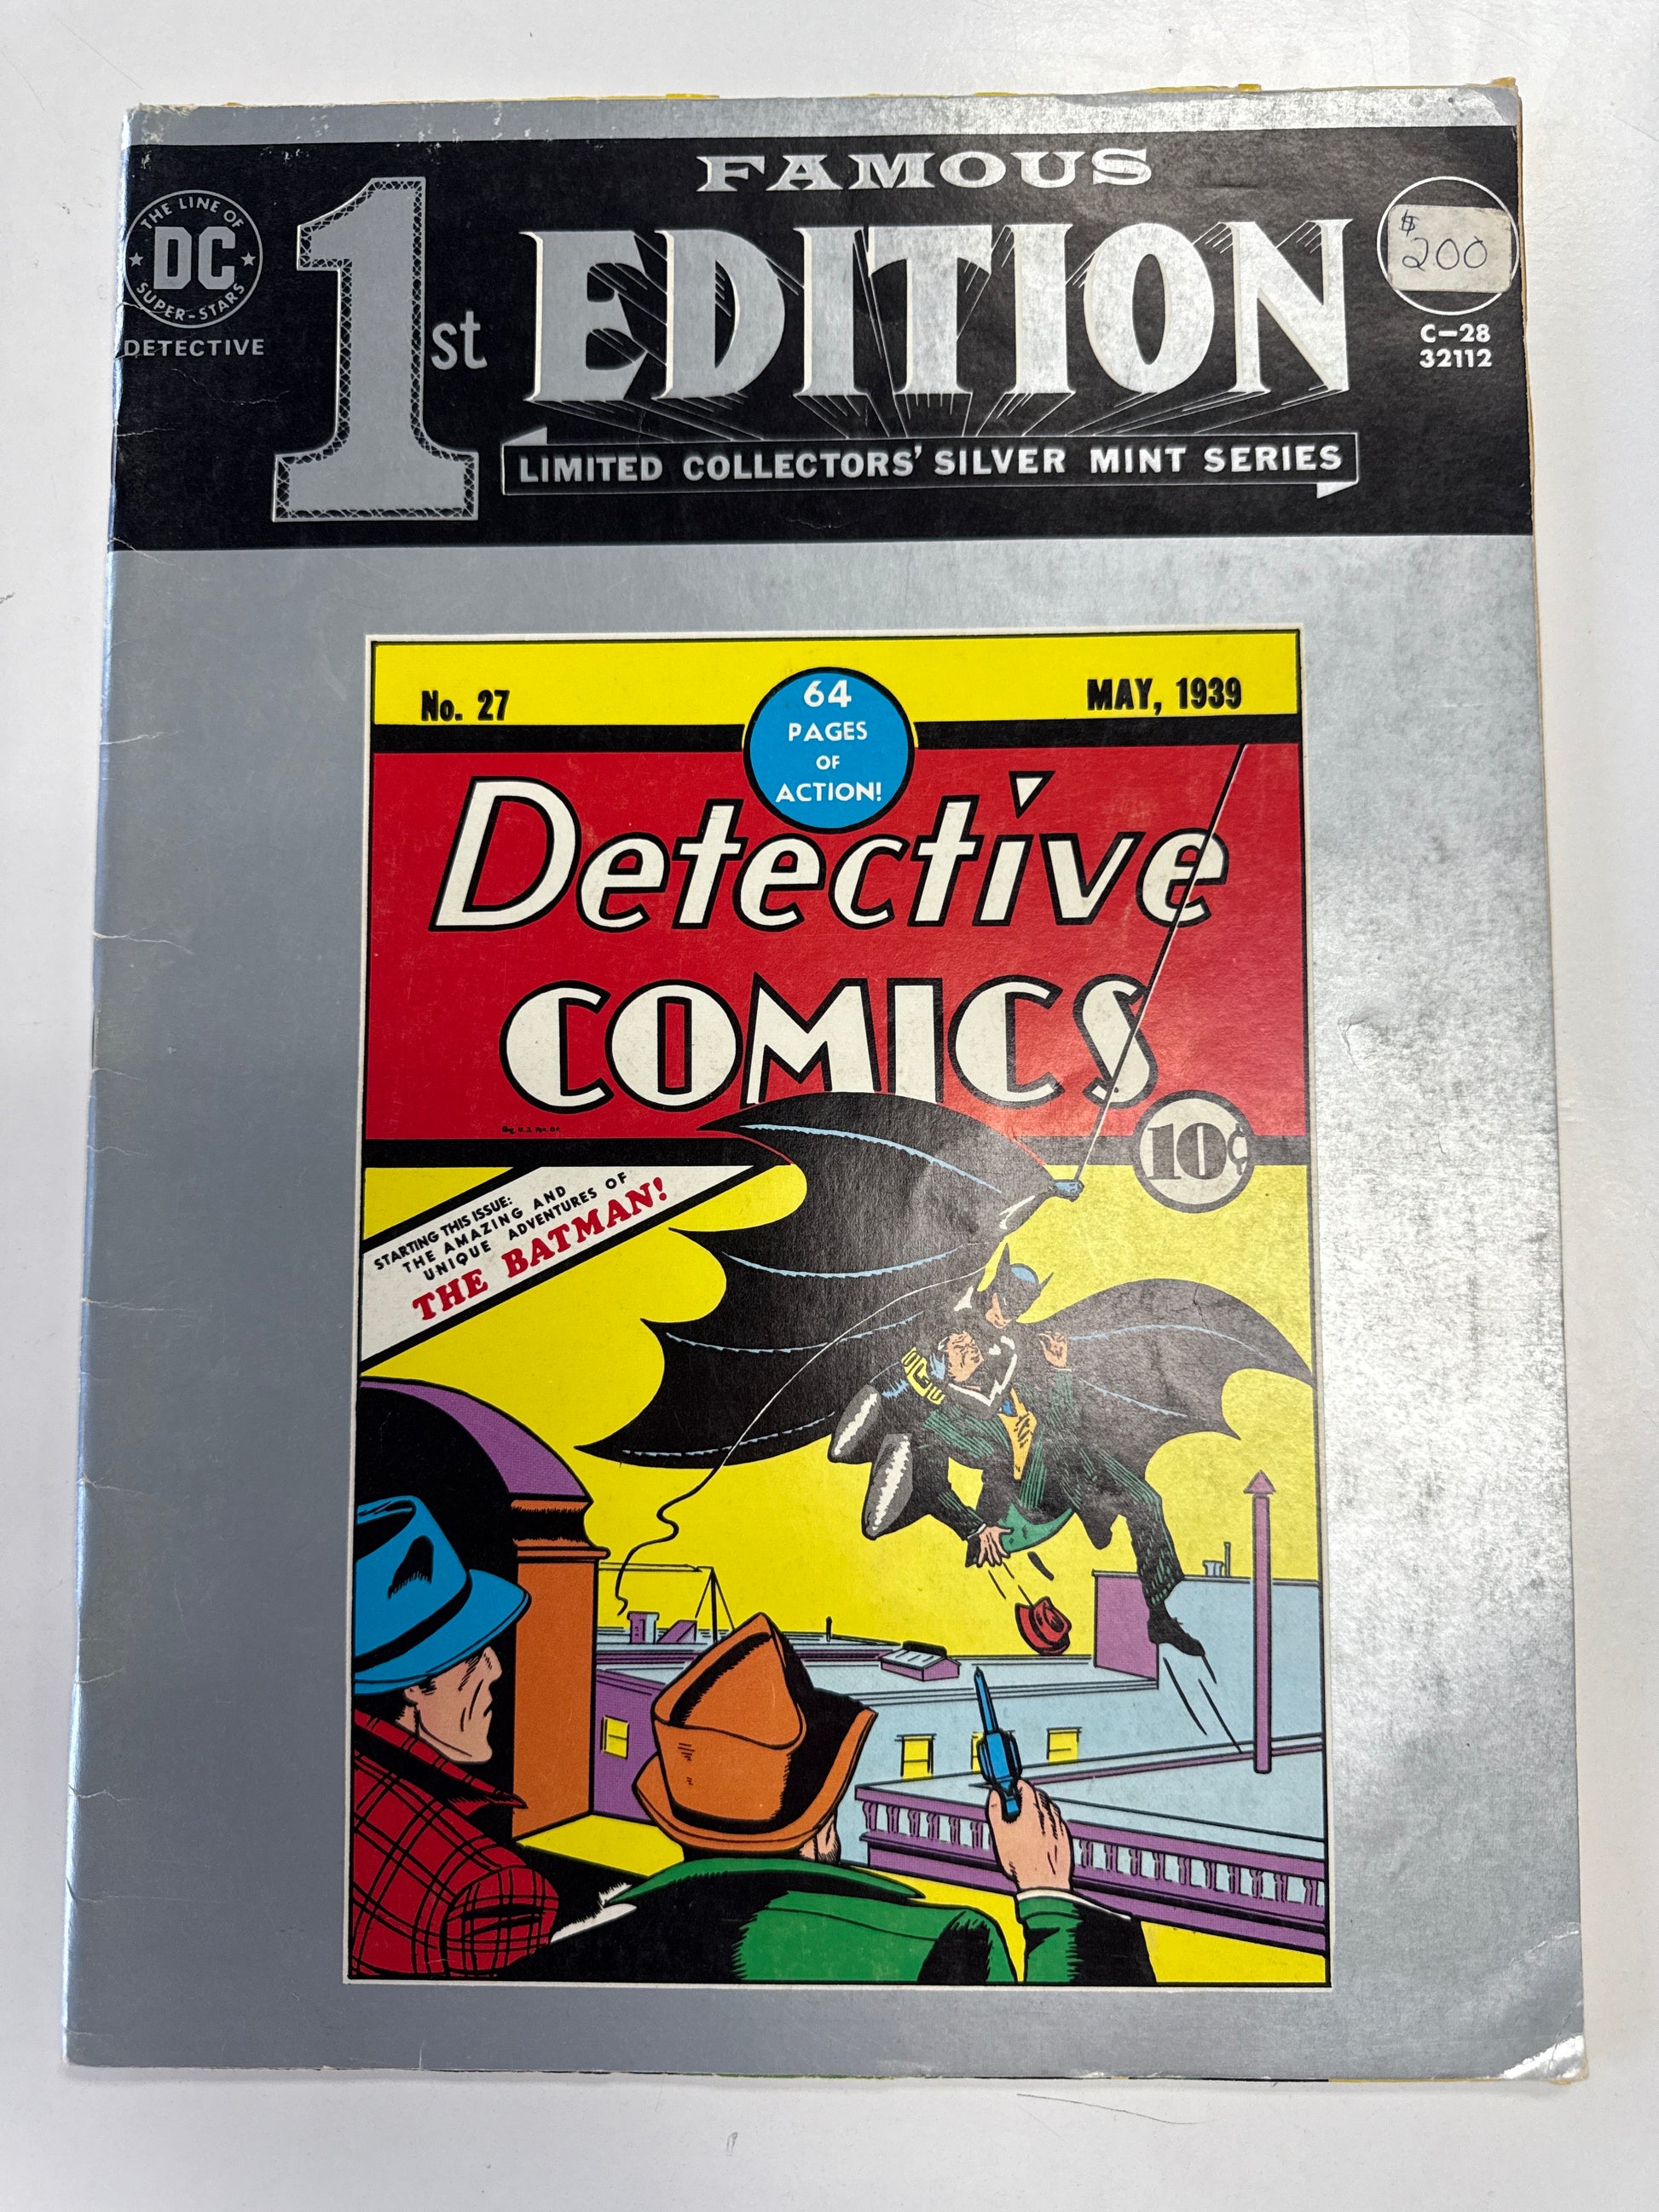 THE LINE OF
DC
SUPER-STARS
DETECTIVE
FAMOUS
1st EDITION
LIMITED COLLECTORS' SILVER MINT SERIES
$200
C-28
32112
No. 27
64
PAGES
OF
ACTION!
MAY, 1939
Detective
COMICS
10¢
STARTING THIS ISSUE:
THE AMAZING AND
UNIQUE ADVENTURES OF
THE BATMAN!